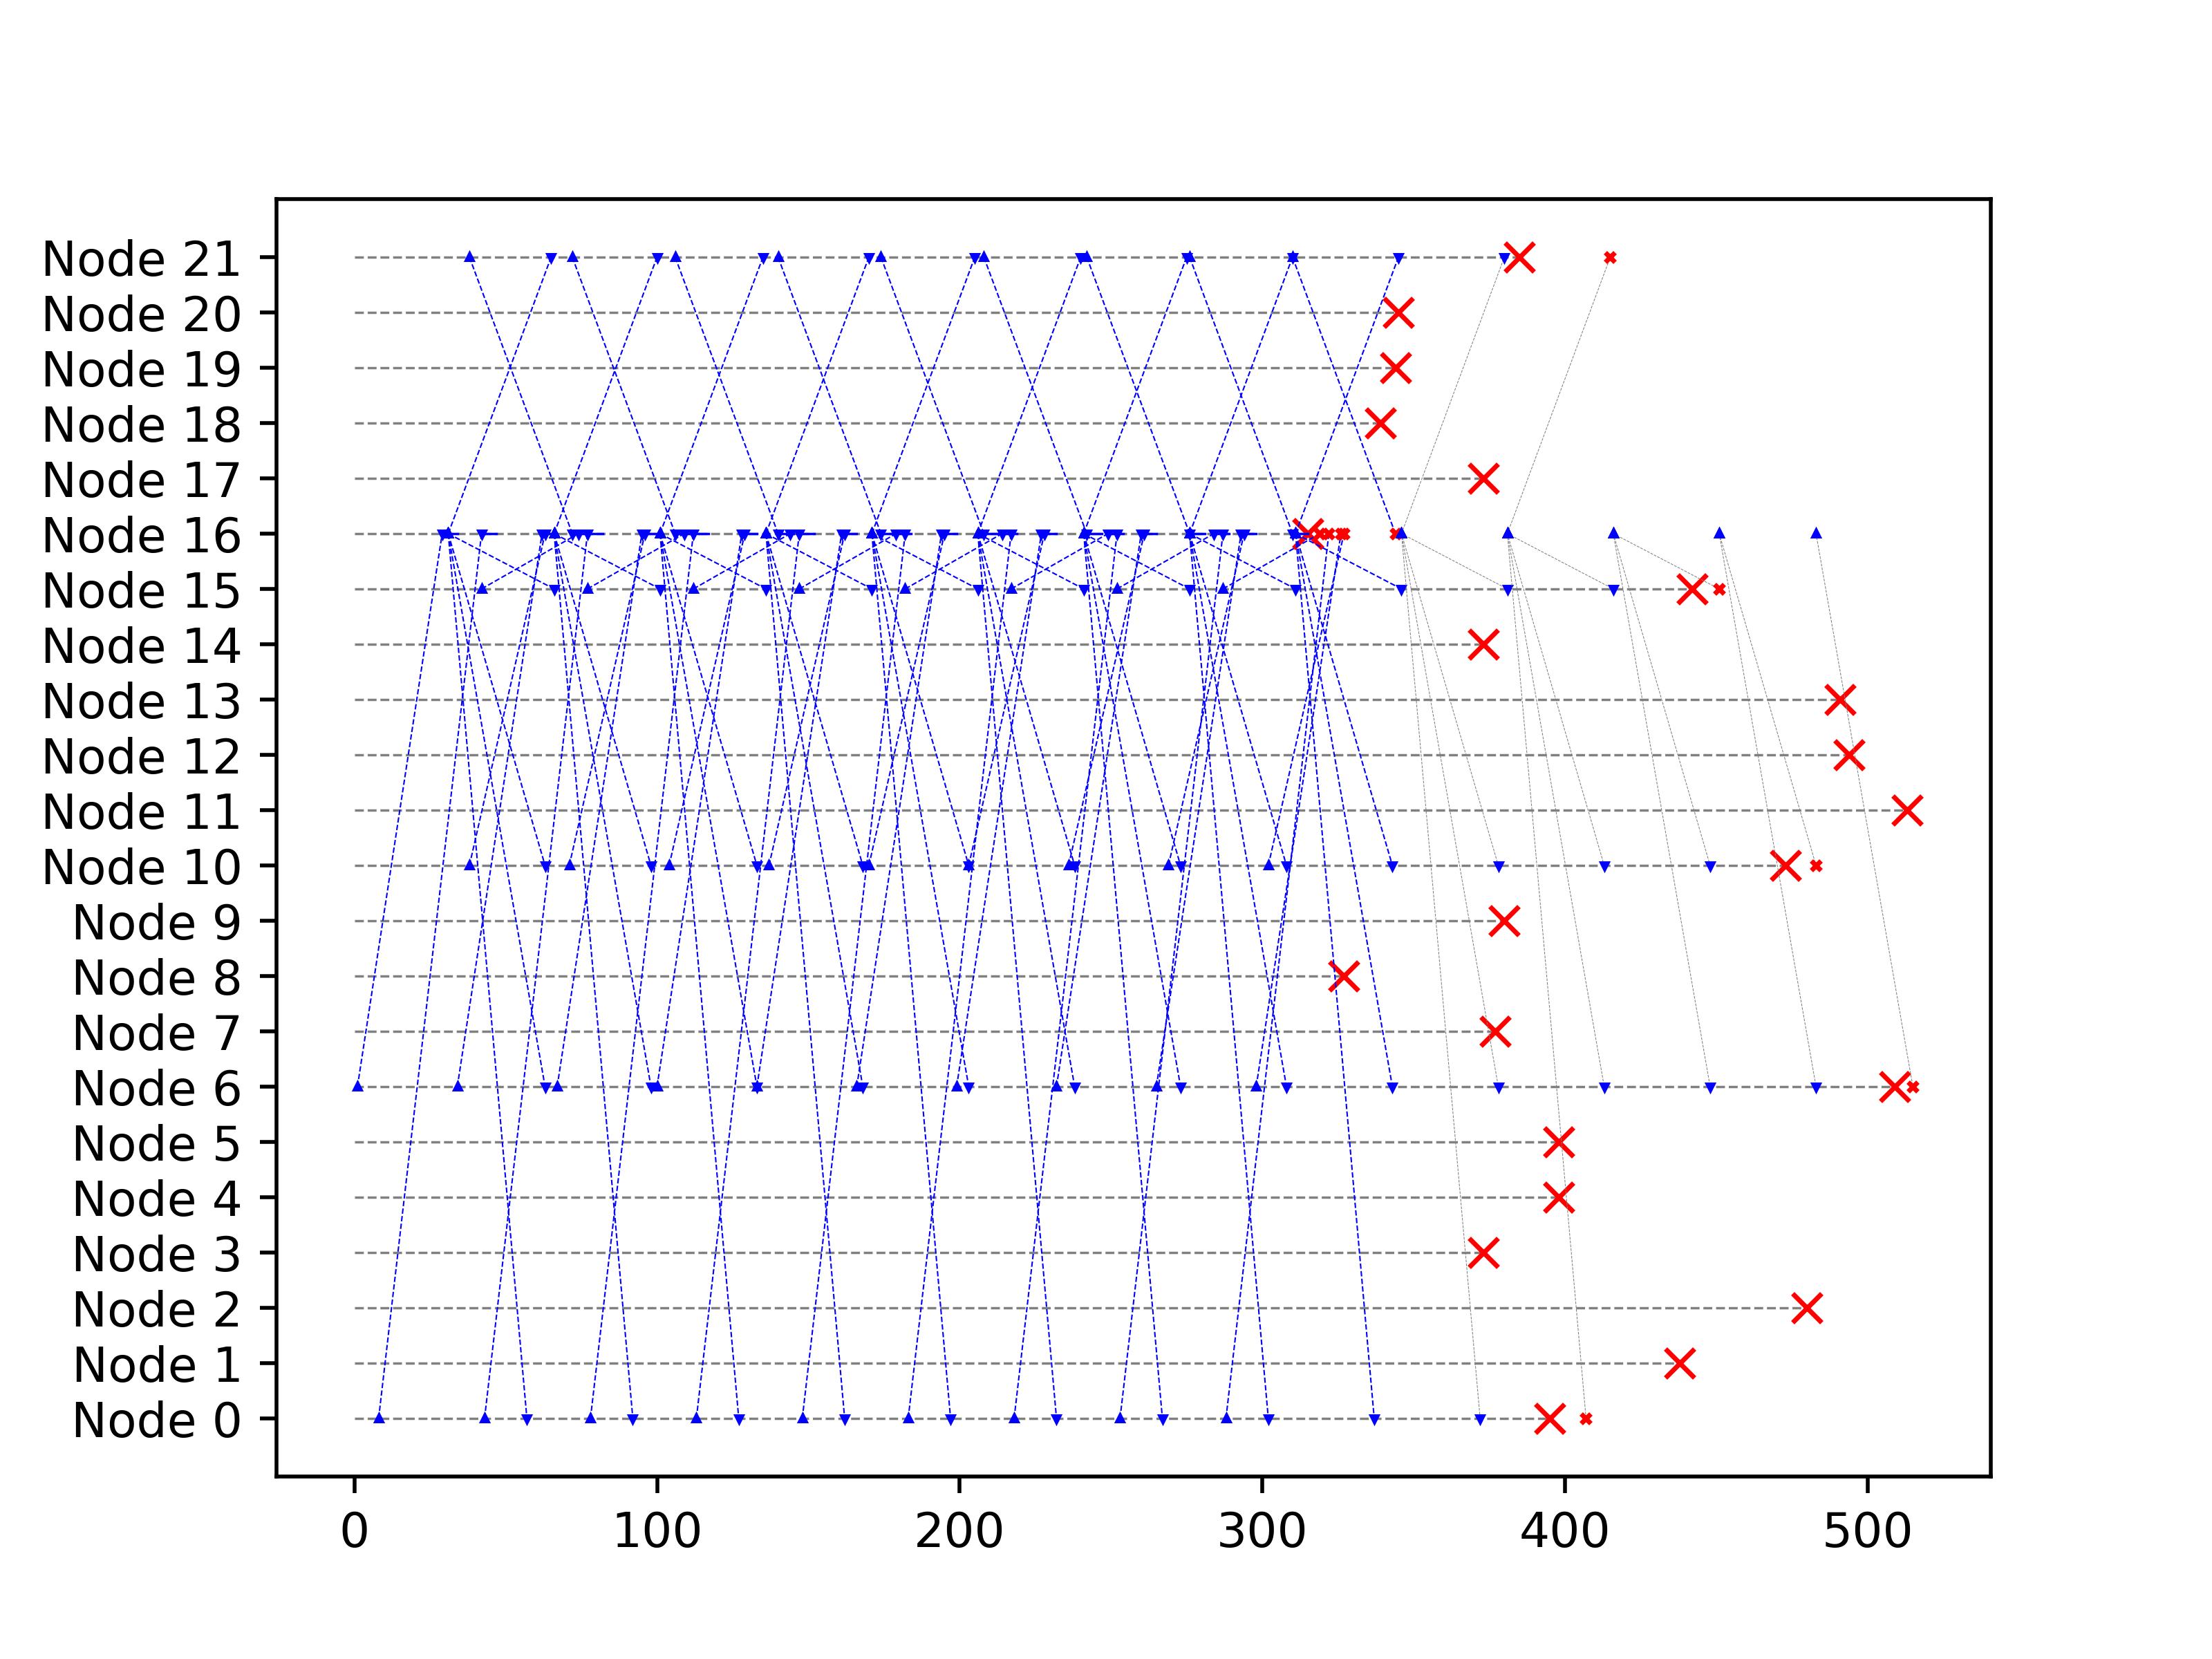 Node 21
Node 20
Node 19
Node 18
Node 17
Node 16
Node 15
Node 14
Node 13
Node 12
Node 11
Node 10
Node 9
Node 8
Node 7
Node 6
Node 5
Node 4
Node 3
Node 2
Node 1
Node 0
0 100 200 300 400 500